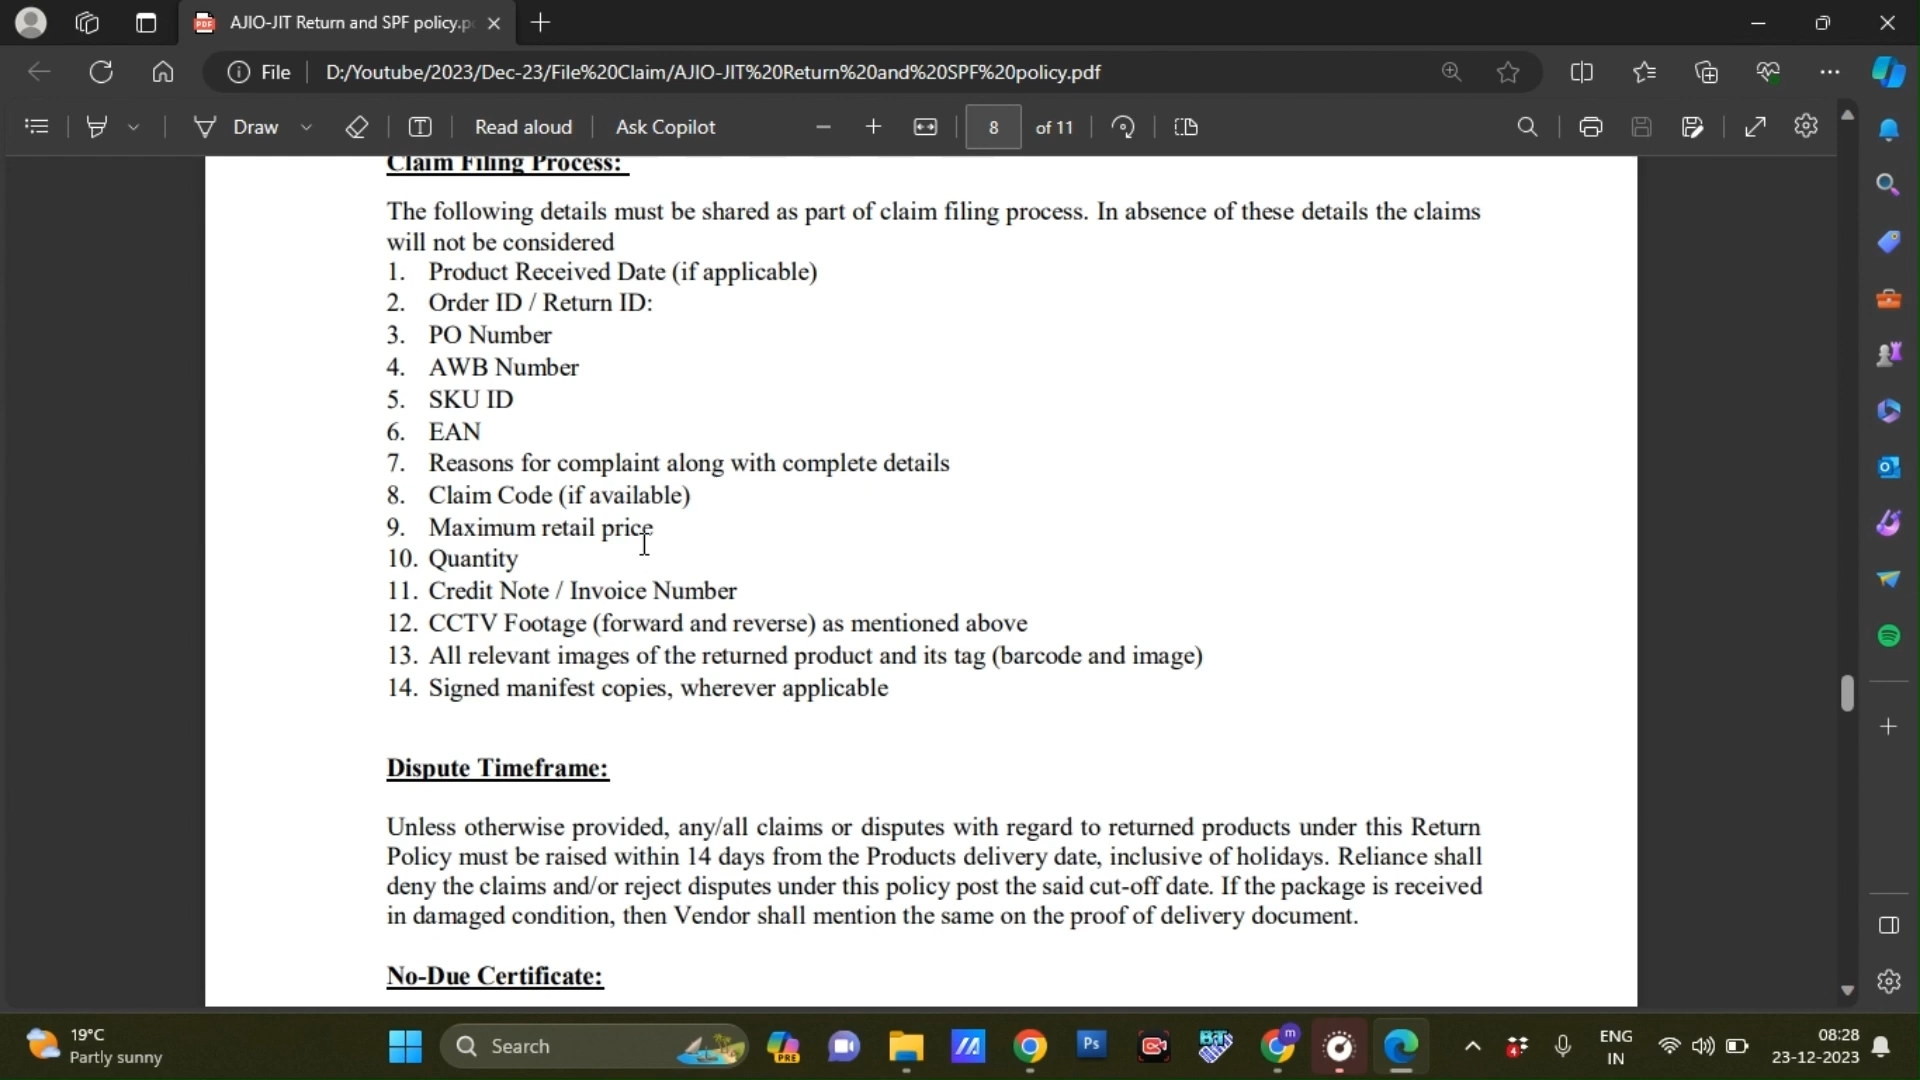 AJIO-JIT Return and SPF policy.p
File
D:/Youtube/2023/Dec-23/File%20Claim/AJIO-JIT%20Return%20and%20SPF%20policy.pdf
Draw
Read aloud
Ask Copilot
8 of 11
Claim Filing Process:
The following details must be shared as part of claim filing process. In absence of these details the claims
will not be considered
1. Product Received Date (if applicable)
2. Order ID / Return ID:
3. PO Number
4. AWB Number
5. SKU ID
6. EAN
7. Reasons for complaint along with complete details
8. Claim Code (if available)
9. Maximum retail price
10. Quantity
11. Credit Note / Invoice Number
12. CCTV Footage (forward and reverse) as mentioned above
13. All relevant images of the returned product and its tag (barcode and image)
14. Signed manifest copies, wherever applicable
Dispute Timeframe:
Unless otherwise provided, any/all claims or disputes with regard to returned products under this Return
Policy must be raised within 14 days from the Products delivery date, inclusive of holidays. Reliance shall
deny the claims and/or reject disputes under this policy post the said cut-off date. If the package is received
in damaged condition, then Vendor shall mention the same on the proof of delivery document.
No-Due Certificate:
19°C
Partly sunny
Search
PRE
Ps
m
4
ENG
IN
08:28
23-12-2023